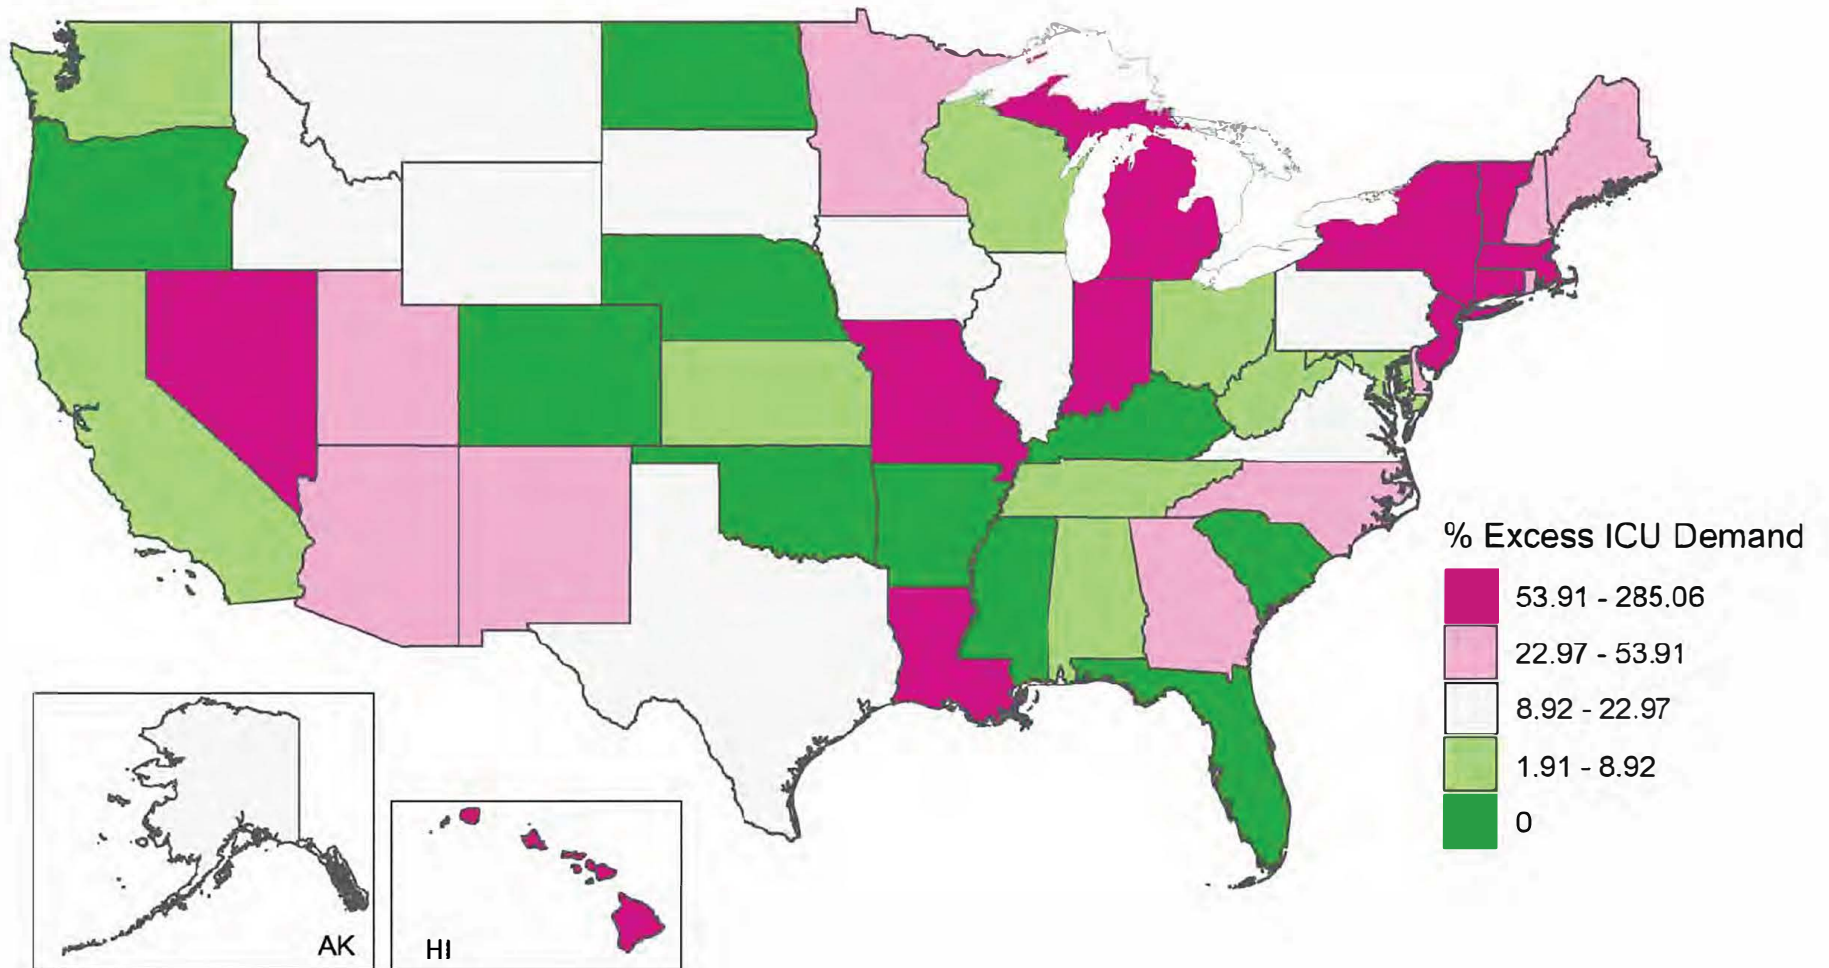 % Excess ICU Demand
53.91 - 285.06
22.97 - 53.91
8.92 - 22.97
1.91 - 8.92
0
AK
HI